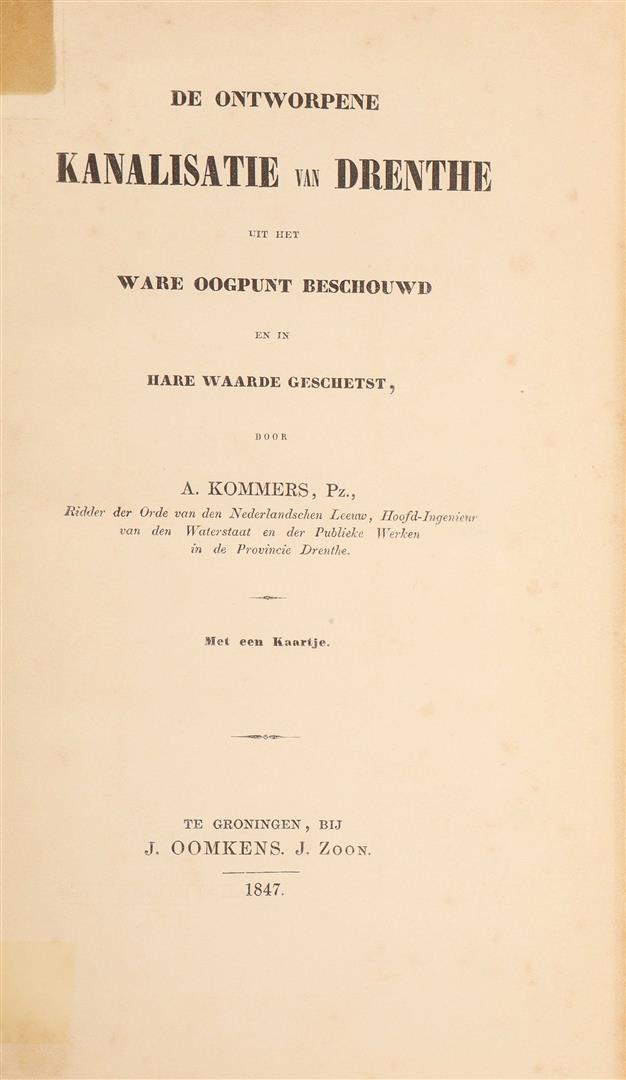 DE ONTWORPENE
KANALISATIE VAN DRENTHE
UIT HET
WARE OOGPUNT BESCHOUWD
EN IN
HARE WAARDE GESCHETST,
DOOR
A. KOMMERS, Pz.,
Ridder der Orde van den Nederlandschen Leeuw, Hoofd-Ingenieur
van den Waterstaat en der Publieke Werken
in de Provincie Drenthe.
Met een Kaartje.
TE GRONINGEN, BIJ
J. OOMKENS. J. ZOON.
1847.